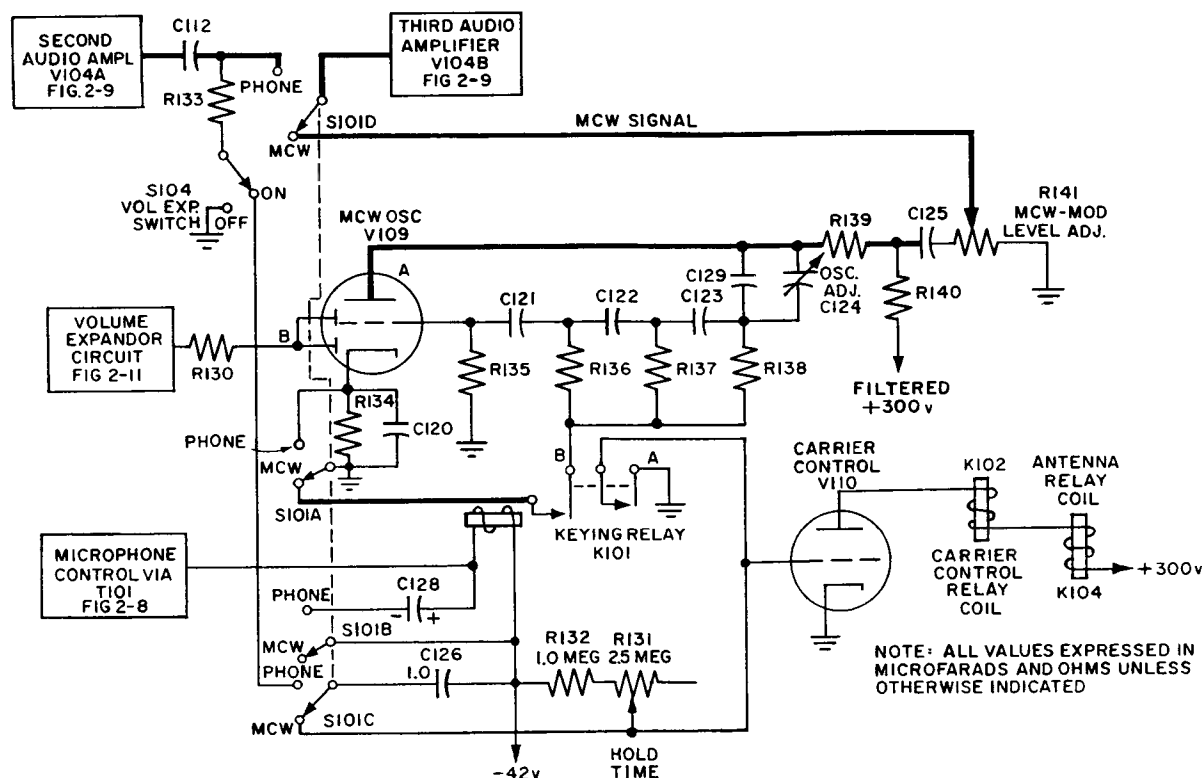 SECOND
AUDIO AMPL
V104A
FIG. 2-9
C112
PHONE
R133
THIRD AUDIO
AMPLIFIER
V104B
FIG 2-9
S101D
MCW
MCW SIGNAL
ON
S104
VOL EXP.
SWITCH
OFF
MCW OSC
V109
A
B
R139
C125
R141
MCW-MOD
LEVEL ADJ.
C129
OSC.
ADJ.
C124
R140
FILTERED
+300v
VOLUME
EXPANDOR
CIRCUIT
FIG 2-11
R130
C121
C122
C123
R135
R136
R137
R138
R134
C120
PHONE
MCW
S101A
B
A
KEYING RELAY
K101
CARRIER
CONTROL
V110
K102
CARRIER
CONTROL
RELAY
COIL
ANTENNA
RELAY
COIL
K104
+300v
MICROPHONE
CONTROL VIA
T101
FIG 2-8
PHONE
C128
- +
S101B
MCW
PHONE
C126
1.0
R132
1.0 MEG
R131
2.5 MEG
MCW
S101C
-42v
HOLD
TIME
NOTE: ALL VALUES EXPRESSED IN
MICROFARADS AND OHMS UNLESS
OTHERWISE INDICATED